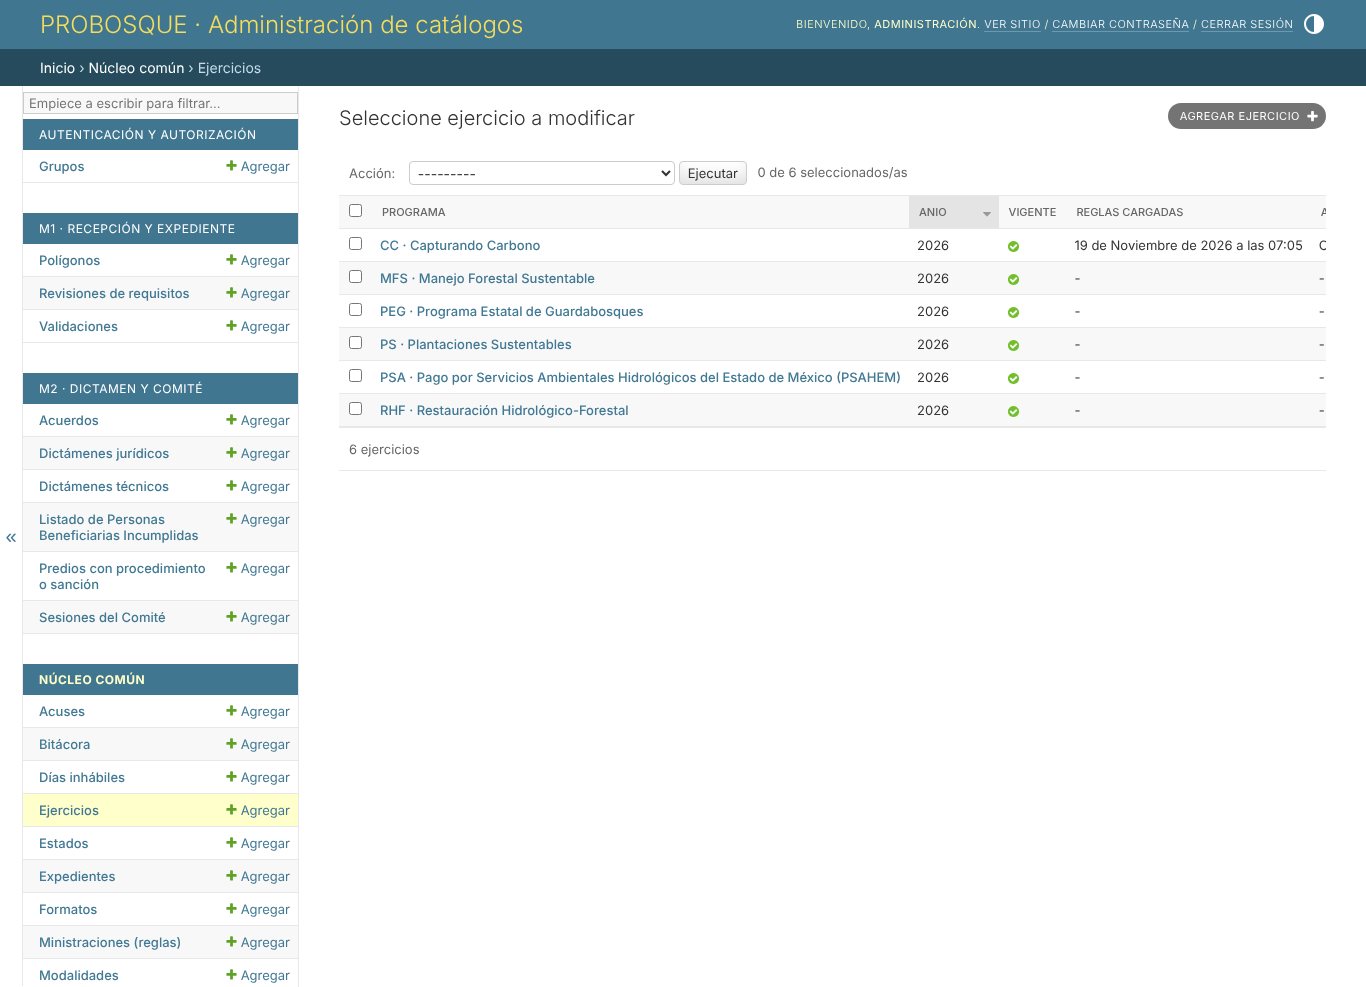 PROBOSQUE · Administración de catálogos
BIENVENIDO, ADMINISTRACIÓN. VER SITIO / CAMBIAR CONTRASEÑA / CERRAR SESIÓN
Inicio › Núcleo común › Ejercicios
Empiece a escribir para filtrar...
AUTENTICACIÓN Y AUTORIZACIÓN
Grupos Agregar
M1 · RECEPCIÓN Y EXPEDIENTE
Polígonos Agregar
Revisiones de requisitos Agregar
Validaciones Agregar
M2 · DICTAMEN Y COMITÉ
Acuerdos Agregar
Dictámenes jurídicos Agregar
Dictámenes técnicos Agregar
Listado de Personas Agregar
Beneficiarias Incumplidas
Predios con procedimiento Agregar
o sanción
Sesiones del Comité Agregar
NÚCLEO COMÚN
Acuses Agregar
Bitácora Agregar
Días inhábiles Agregar
Ejercicios Agregar
Estados Agregar
Expedientes Agregar
Formatos Agregar
Ministraciones (reglas) Agregar
Modalidades Agregar
«
Seleccione ejercicio a modificar
AGREGAR EJERCICIO
Acción: --------- Ejecutar 0 de 6 seleccionados/as
PROGRAMA ANIO VIGENTE REGLAS CARGADAS
CC · Capturando Carbono 2026 19 de Noviembre de 2026 a las 07:05
MFS · Manejo Forestal Sustentable 2026 - -
PEG · Programa Estatal de Guardabosques 2026 - -
PS · Plantaciones Sustentables 2026 - -
PSA · Pago por Servicios Ambientales Hidrológicos del Estado de México (PSAHEM) 2026 - -
RHF · Restauración Hidrológico-Forestal 2026 - -
6 ejercicios